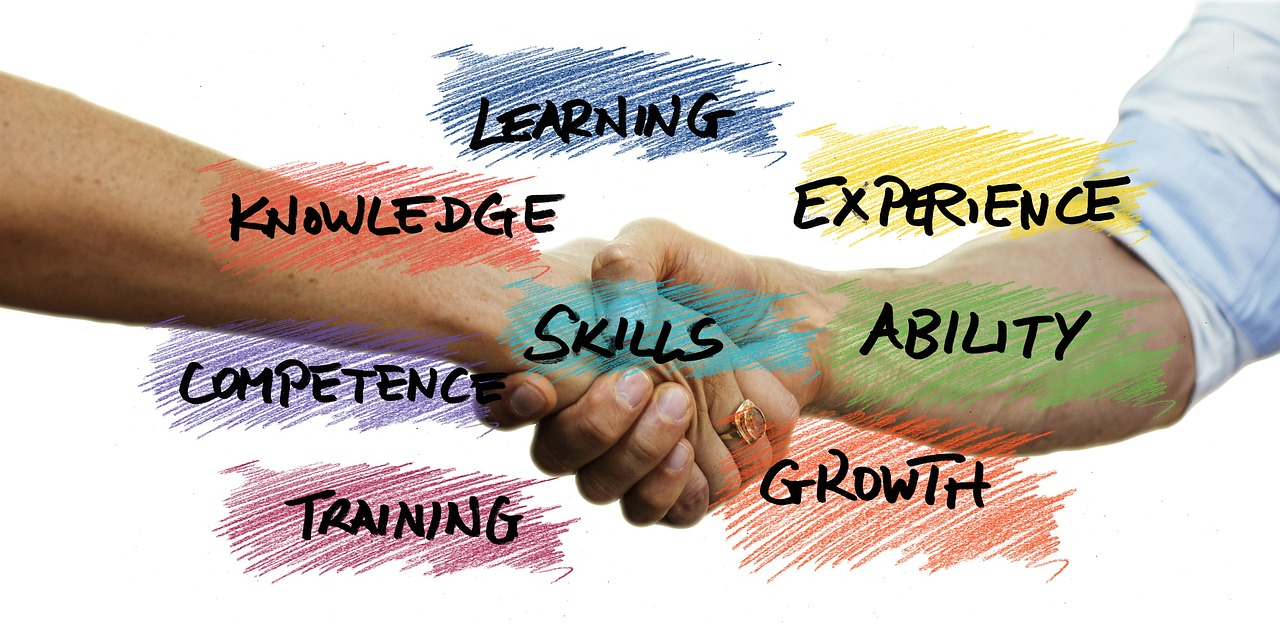 LEARNING
KNOWLEDGE
EXPERIENCE
SKILLS
ABILITY
COMPETENCE
GROWTH
TRAINING